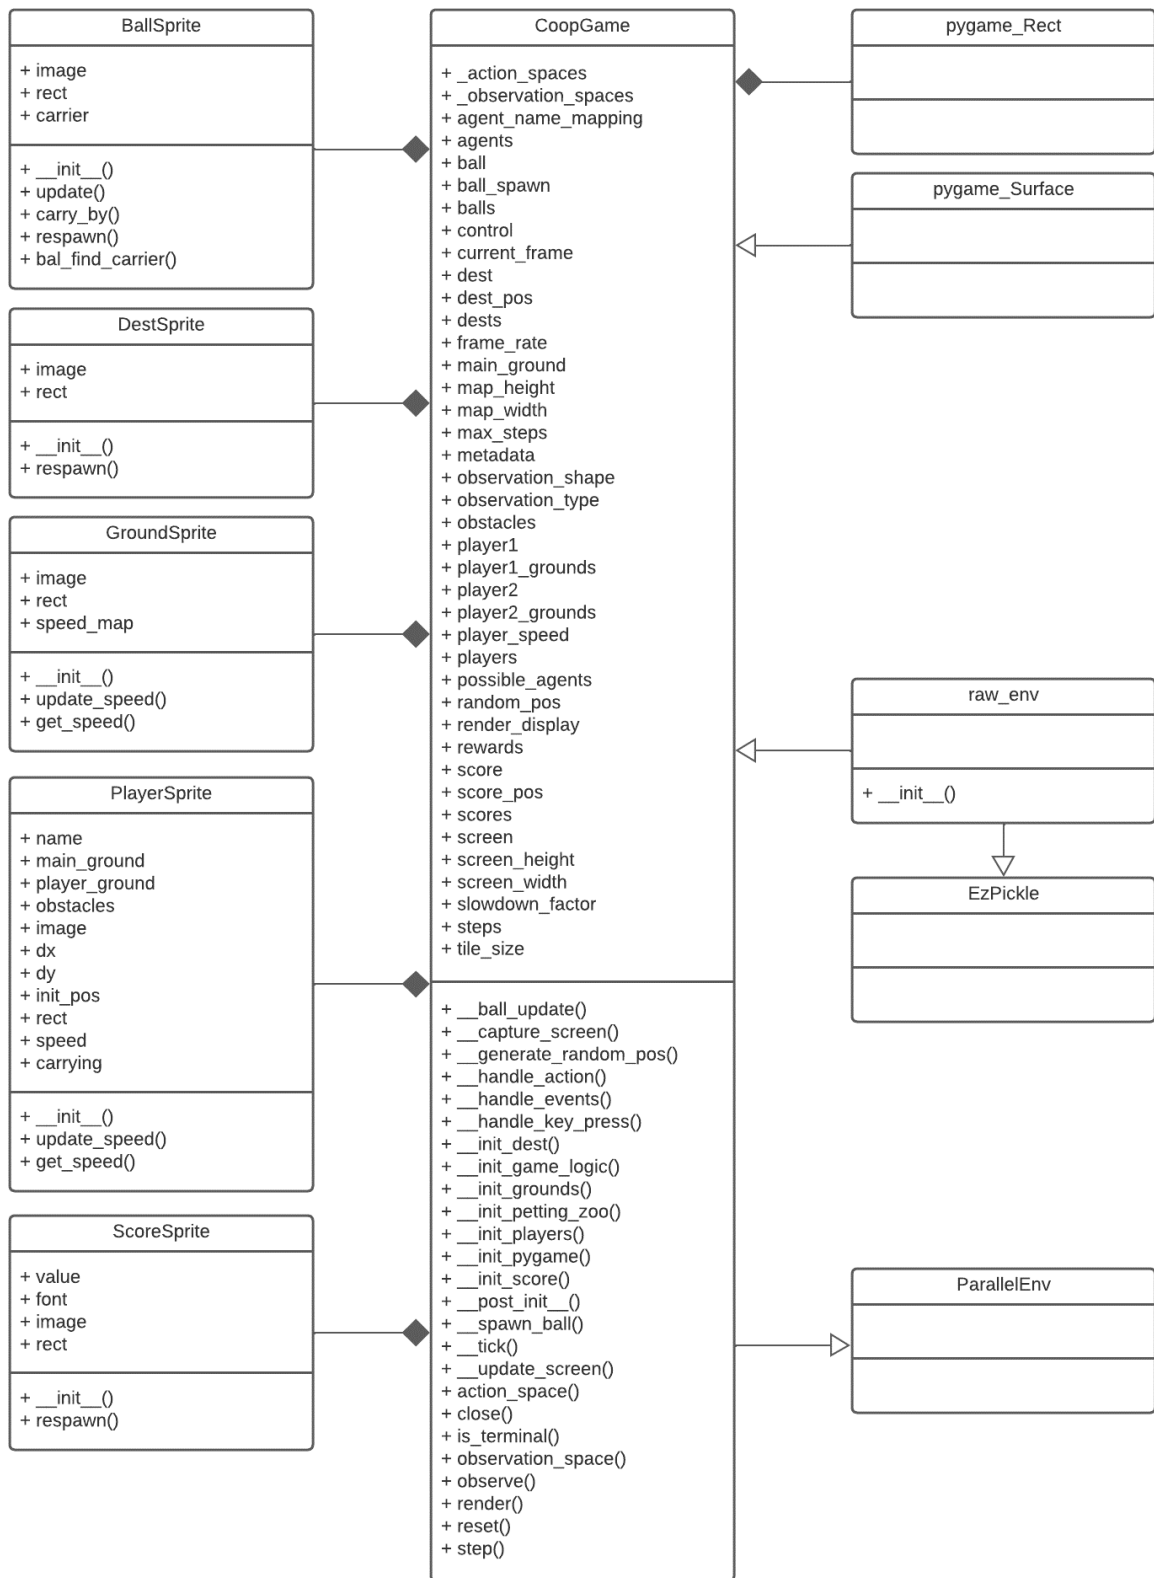 BallSprite
+ image
+ rect
+ carrier
+ __init__()
+ update()
+ carry_by()
+ respawn()
+ bal_find_carrier()
DestSprite
+ image
+ rect
+ __init__()
+ respawn()
GroundSprite
+ image
+ rect
+ speed_map
+ __init__()
+ update_speed()
+ get_speed()
PlayerSprite
+ name
+ main_ground
+ player_ground
+ obstacles
+ image
+ dx
+ dy
+ init_pos
+ rect
+ speed
+ carrying
+ __init__()
+ update_speed()
+ get_speed()
ScoreSprite
+ value
+ font
+ image
+ rect
+ __init__()
+ respawn()
CoopGame
+ _action_spaces
+ _observation_spaces
+ agent_name_mapping
+ agents
+ ball
+ ball_spawn
+ balls
+ control
+ current_frame
+ dest
+ dest_pos
+ dests
+ frame_rate
+ main_ground
+ map_height
+ map_width
+ max_steps
+ metadata
+ observation_shape
+ observation_type
+ obstacles
+ player1
+ player1_grounds
+ player2
+ player2_grounds
+ player_speed
+ players
+ possible_agents
+ random_pos
+ render_display
+ rewards
+ score
+ score_pos
+ scores
+ screen
+ screen_height
+ screen_width
+ slowdown_factor
+ steps
+ tile_size
+ __ball_update()
+ __capture_screen()
+ __generate_random_pos()
+ __handle_action()
+ __handle_events()
+ __handle_key_press()
+ __init_dest()
+ __init_game_logic()
+ __init_grounds()
+ __init_petting_zoo()
+ __init_players()
+ __init_pygame()
+ __init_score()
+ __post_init__()
+ __spawn_ball()
+ __tick()
+ __update_screen()
+ action_space()
+ close()
+ is_terminal()
+ observation_space()
+ observe()
+ render()
+ reset()
+ step()
pygame_Rect
pygame_Surface
raw_env
+ __init__()
EzPickle
ParallelEnv